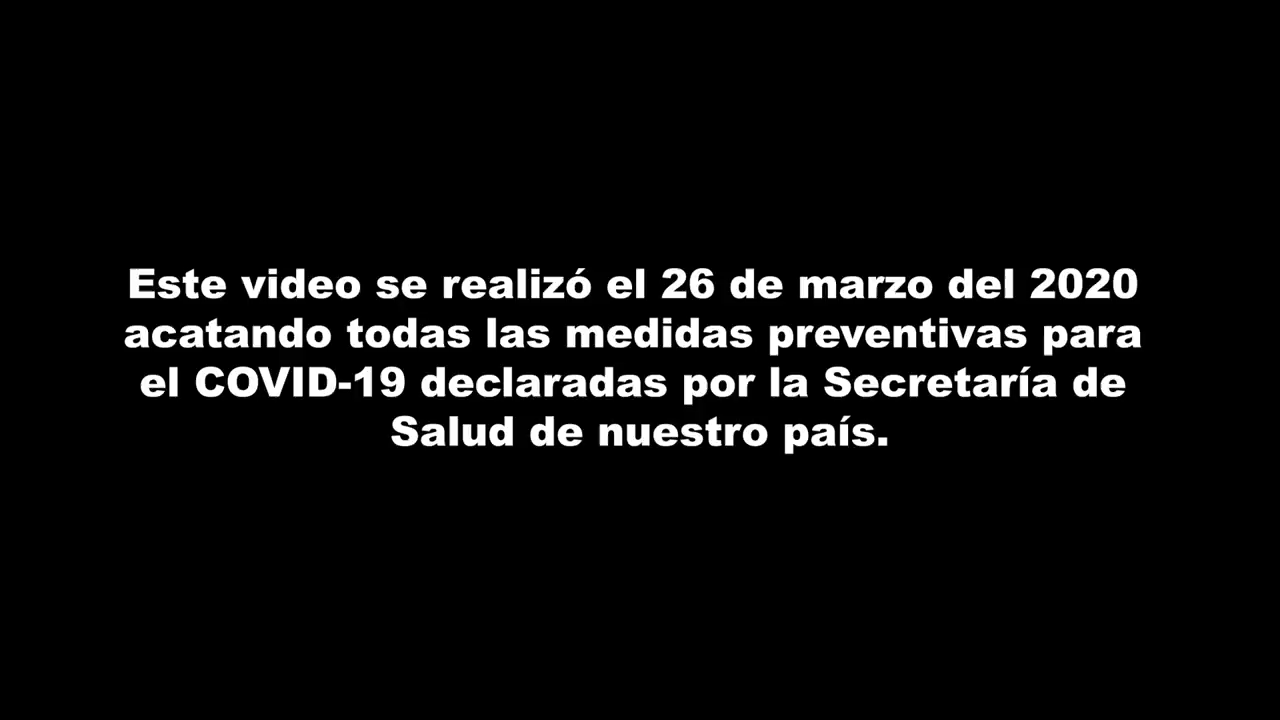 Este video se realizó el 26 de marzo del 2020
acatando todas las medidas preventivas para
el COVID-19 declaradas por la Secretaría de
Salud de nuestro país.